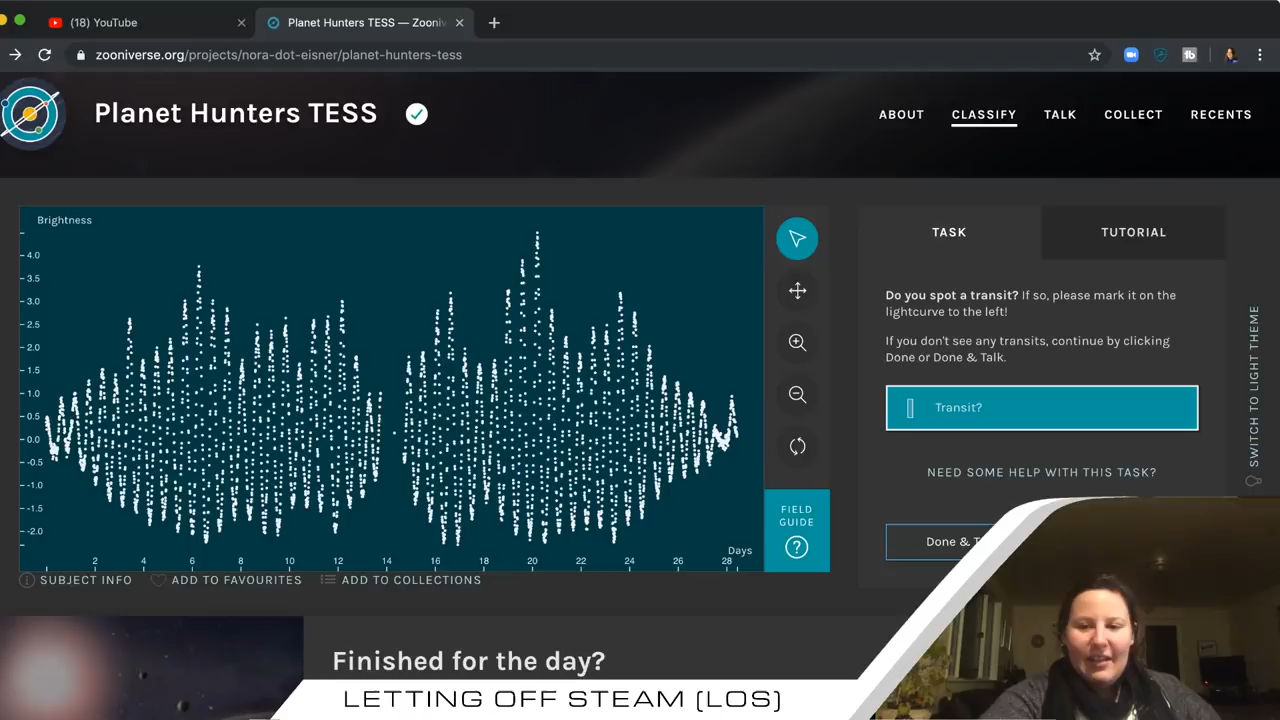 (18) YouTube
Planet Hunters TESS — Zooniv
zooniverse.org/projects/nora-dot-eisner/planet-hunters-tess
fb
Planet Hunters TESS
ABOUT
CLASSIFY
TALK
COLLECT
RECENTS
Brightness
4.0
3.5
3.0
2.5
2.0
1.5
1.0
0.5
0.0
-0.5
-1.0
-1.5
-2.0
2
4
6
8
10
12
14
16
18
20
22
24
26
28
Days
FIELD
GUIDE
?
TASK
TUTORIAL
Do you spot a transit? If so, please mark it on the
lightcurve to the left!
If you don't see any transits, continue by clicking
Done or Done & Talk.
Transit?
NEED SOME HELP WITH THIS TASK?
Done & T
SWITCH TO LIGHT THEME
SUBJECT INFO
ADD TO FAVOURITES
ADD TO COLLECTIONS
Finished for the day?
LETTING OFF STEAM (LOS)